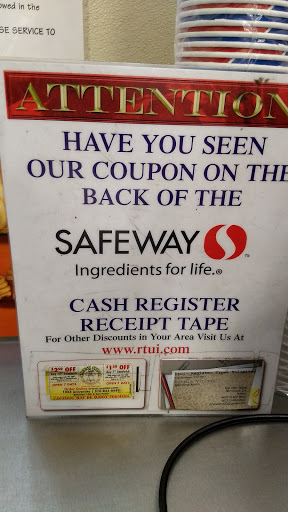 owed in the
SE SERVICE TO
ATTENTION
HAVE YOU SEEN
OUR COUPON ON THE
BACK OF THE
SAFEWAY
Ingredients for life.®
CASH REGISTER
RECEIPT TAPE
For Other Discounts in Your Area Visit Us At
www.rtui.com